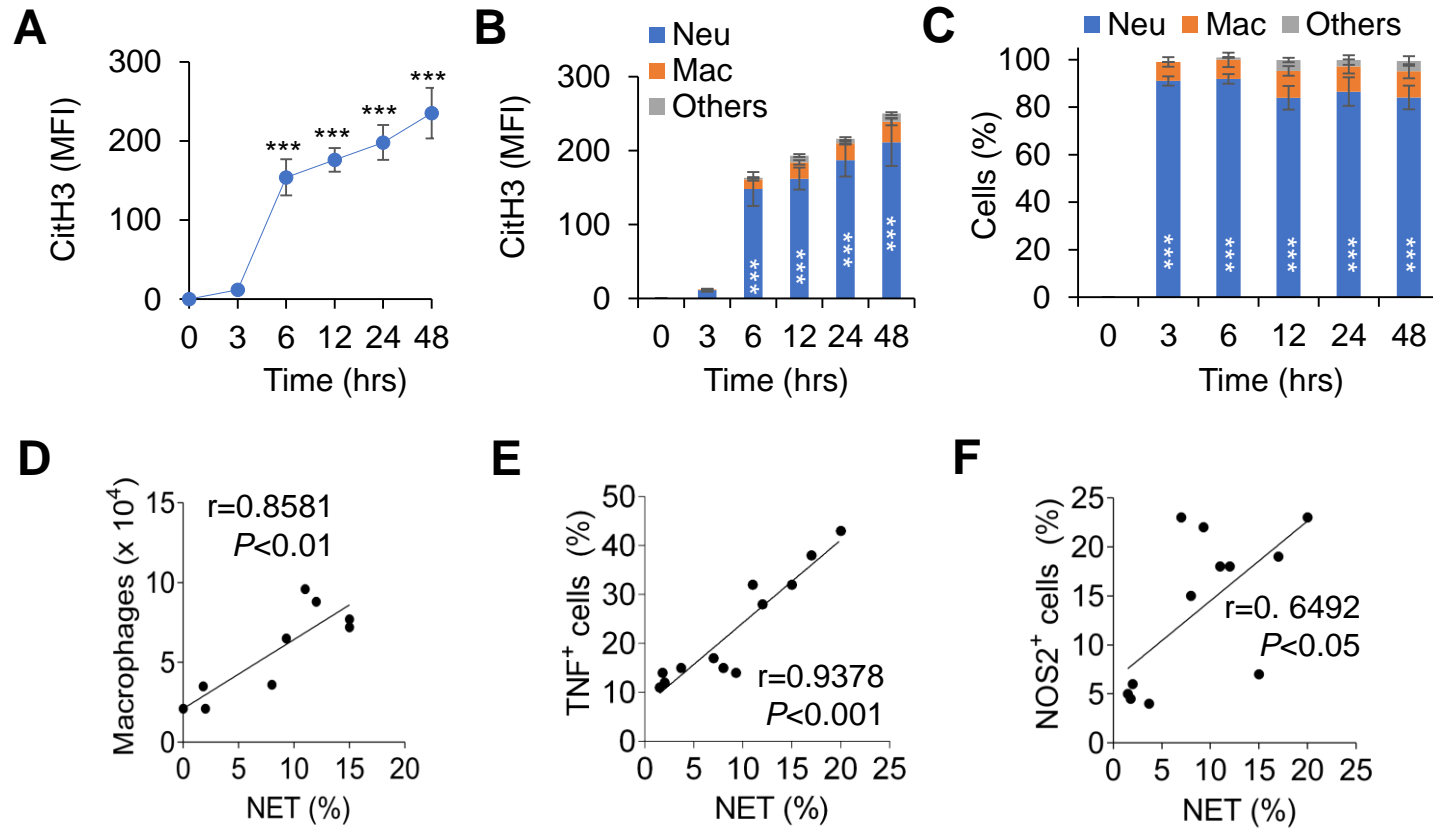 A
300
200
100
0
CitH3 (MFI)
***
***
***
***
0 3 6 12 24 48
Time (hrs)
B
Neu
Mac
Others
300
200
100
0
CitH3 (MFI)
***
***
***
***
0 3 6 12 24 48
Time (hrs)
C
Neu Mac Others
100
80
60
40
20
0
Cells (%)
***
***
***
***
***
0 3 6 12 24 48
Time (hrs)
D
r=0.8581
P<0.01
15
10
5
0
Macrophages (x 10⁴)
0 5 10 15 20
NET (%)
E
50
40
30
20
10
0
TNF⁺ cells (%)
r=0.9378
P<0.001
0 5 10 15 20 25
NET (%)
F
25
20
15
10
5
0
NOS2⁺ cells (%)
r=0. 6492
P<0.05
0 5 10 15 20 25
NET (%)